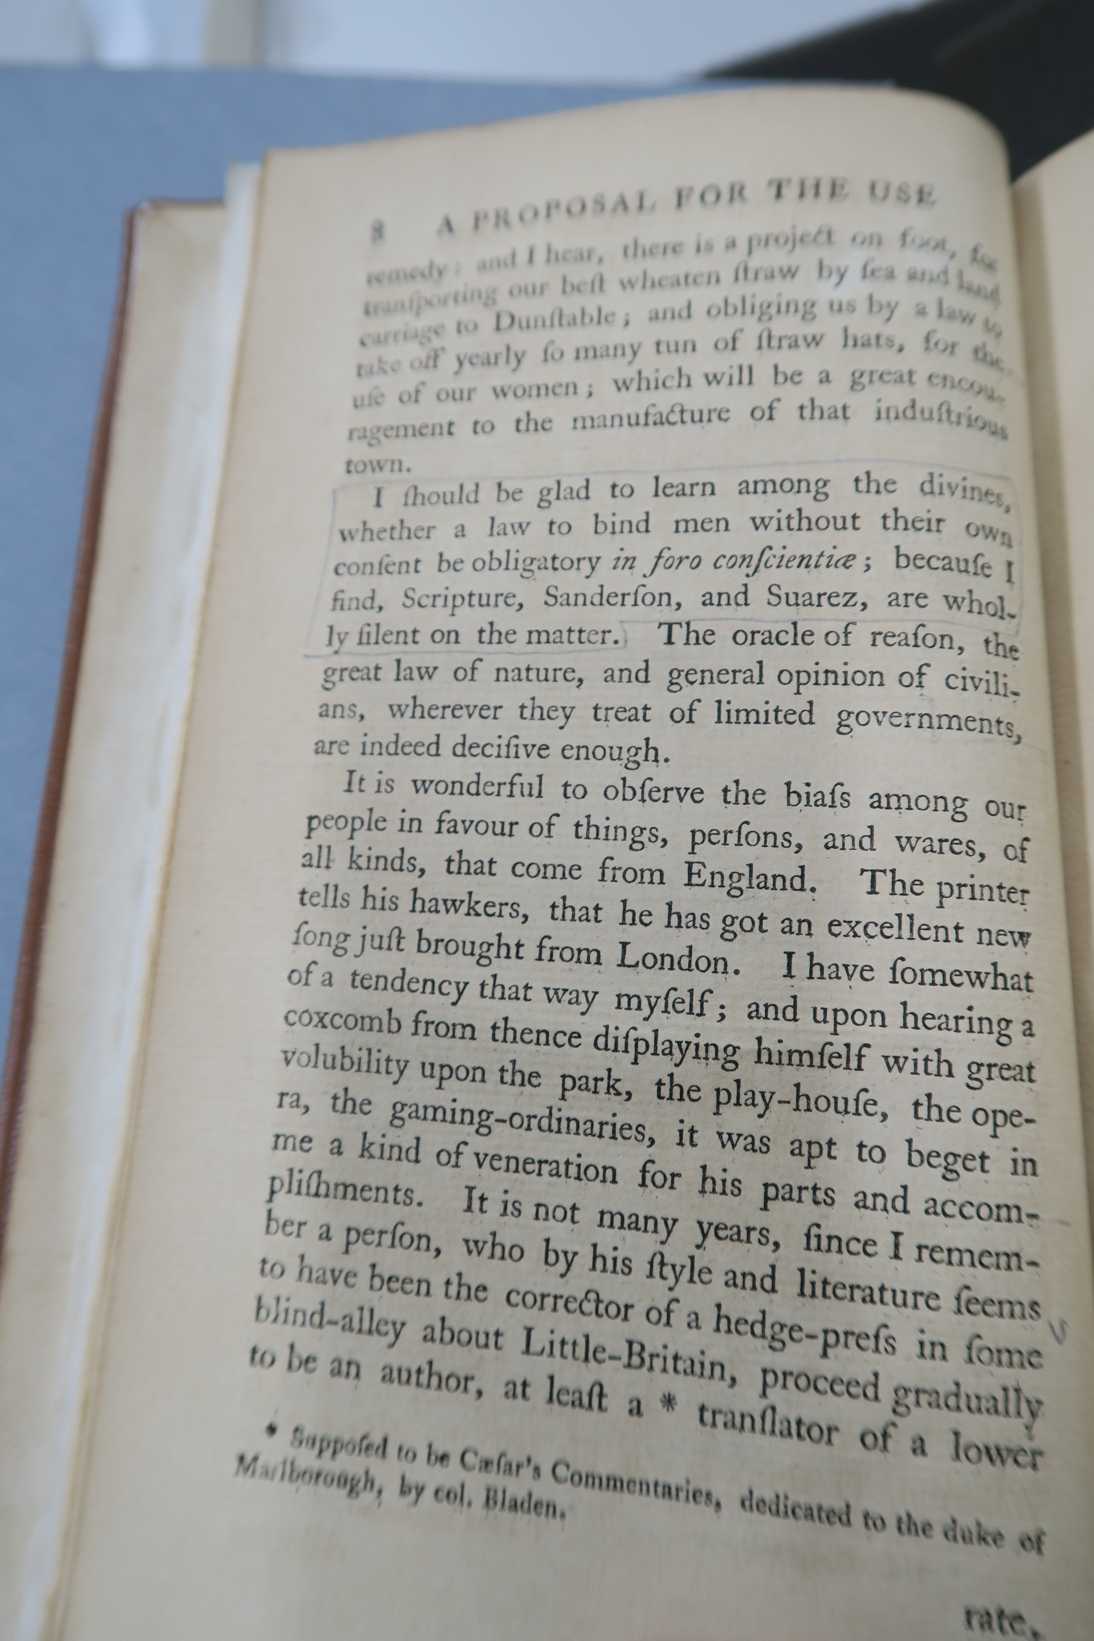 8 A PROPOSAL FOR THE USE
remedy: and I hear, there is a project on foot, for
tranſporting our beſt wheaten ſtraw by ſea and land
carriage to Dunſtable; and obliging us by a law to
take off yearly ſo many tun of ſtraw hats, for the
uſe of our women; which will be a great encou-
ragement to the manufacture of that induſtrious
town.
I ſhould be glad to learn among the divines,
whether a law to bind men without their own
conſent be obligatory in foro conſcientiæ; becauſe I
find, Scripture, Sanderſon, and Suarez, are whol-
ly ſilent on the matter. The oracle of reaſon, the
great law of nature, and general opinion of civili-
ans, wherever they treat of limited governments,
are indeed deciſive enough.
It is wonderful to obſerve the biaſs among our
people in favour of things, perſons, and wares, of
all kinds, that come from England. The printer
tells his hawkers, that he has got an excellent new
ſong juſt brought from London. I have ſomewhat
of a tendency that way myſelf; and upon hearing a
coxcomb from thence diſplaying himſelf with great
volubility upon the park, the play-houſe, the ope-
ra, the gaming-ordinaries, it was apt to beget in
me a kind of veneration for his parts and accom-
pliſhments. It is not many years, ſince I remem-
ber a perſon, who by his ſtyle and literature ſeems
to have been the corrector of a hedge-preſs in ſome
blind-alley about Little-Britain, proceed gradually
to be an author, at leaſt a * tranſlator of a lower
* Suppoſed to be Cæſar's Commentaries, dedicated to the duke of
Marlborough, by col. Bladen.
rate,